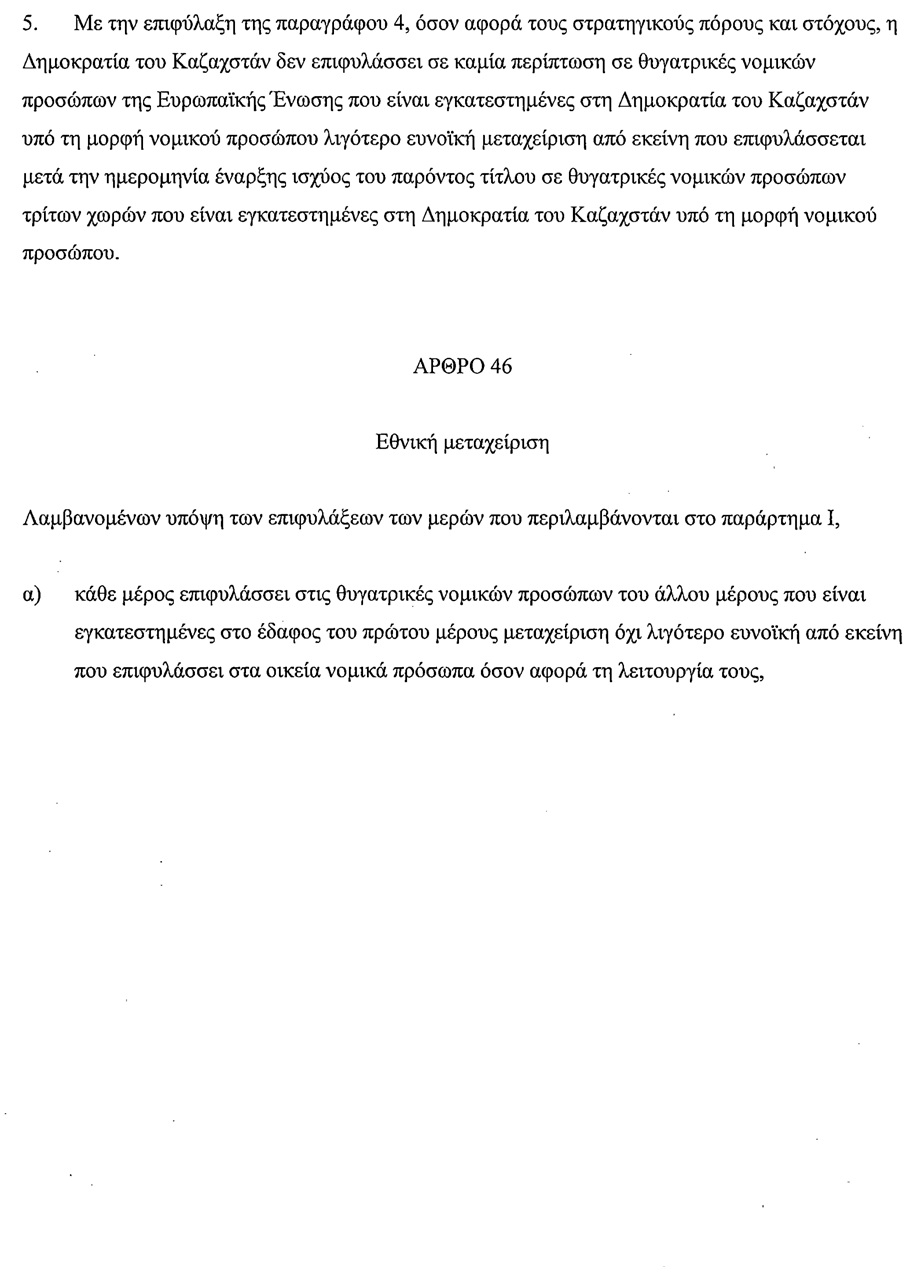 5. Με την επιφύλαξη της παραγράφου 4, όσον αφορά τους στρατηγικούς πόρους και στόχους, η
Δημοκρατία του Καζαχστάν δεν επιφυλάσσει σε καμία περίπτωση σε θυγατρικές νομικών
προσώπων της Ευρωπαϊκής Ένωσης που είναι εγκατεστημένες στη Δημοκρατία του Καζαχστάν
υπό τη μορφή νομικού προσώπου λιγότερο ευνοϊκή μεταχείριση από εκείνη που επιφυλάσσεται
μετά την ημερομηνία έναρξης ισχύος του παρόντος τίτλου σε θυγατρικές νομικών προσώπων
τρίτων χωρών που είναι εγκατεστημένες στη Δημοκρατία του Καζαχστάν υπό τη μορφή νομικού
προσώπου.
ΑΡΘΡΟ 46
Εθνική μεταχείριση
Λαμβανομένων υπόψη των επιφυλάξεων των μερών που περιλαμβάνονται στο παράρτημα Ι,
α) κάθε μέρος επιφυλάσσει στις θυγατρικές νομικών προσώπων του άλλου μέρους που είναι
εγκατεστημένες στο έδαφος του πρώτου μέρους μεταχείριση όχι λιγότερο ευνοϊκή από εκείνη
που επιφυλάσσει στα οικεία νομικά πρόσωπα όσον αφορά τη λειτουργία τους,